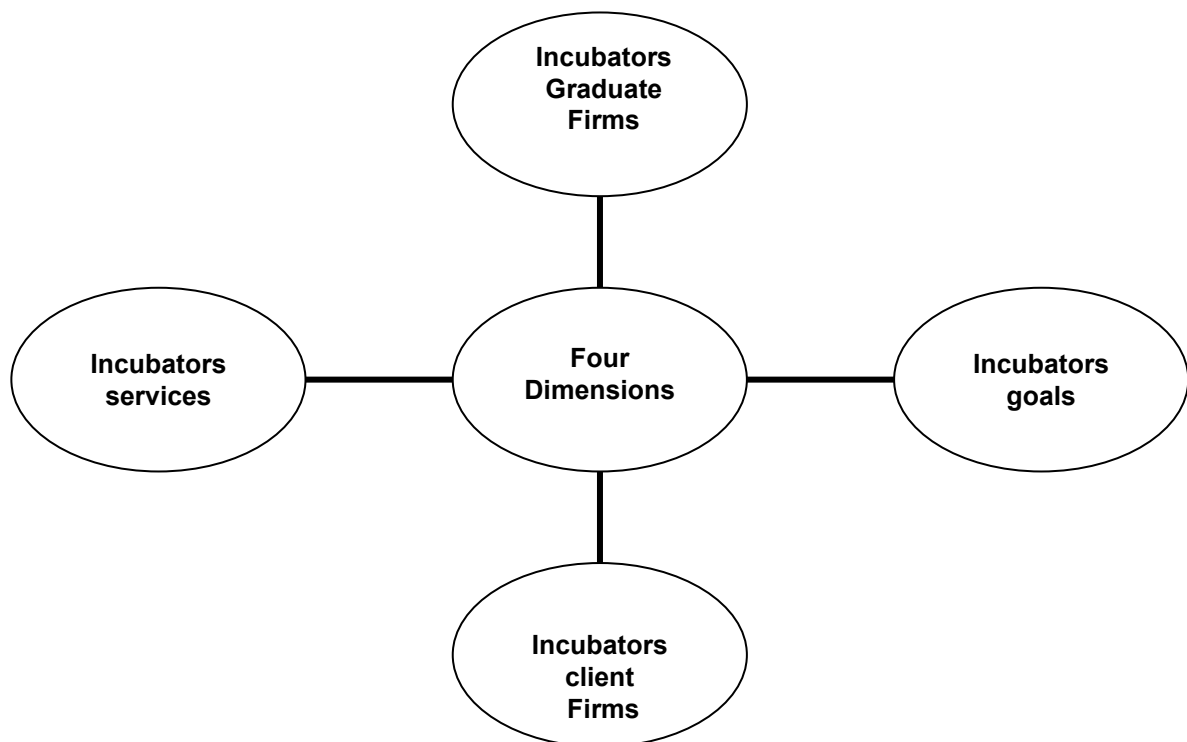 Incubators
Graduate
Firms
Incubators
services
Four
Dimensions
Incubators
goals
Incubators
client
Firms